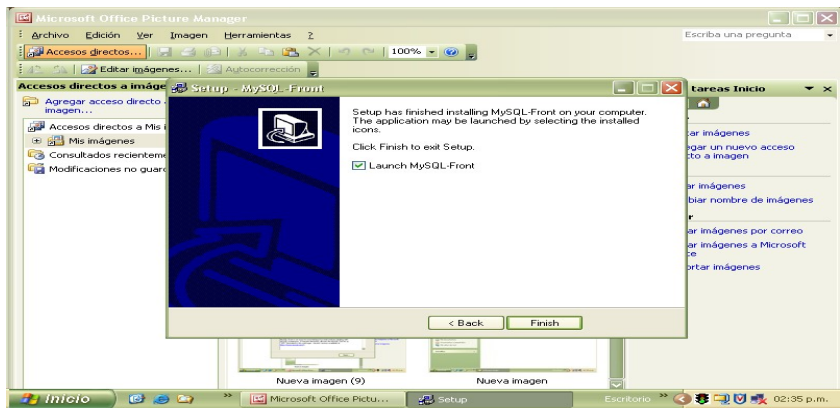 Microsoft Office Picture Manager
Archivo Edición Ver Imagen Herramientas ?
Escriba una pregunta
Accesos directos...
100%
Editar imágenes...
Autocorrección
Accesos directos a imáge
Agregar acceso directo
imagen...
Accesos directos a Mis i
Mis imágenes
Consultados recienteme
Modificaciones no guar
Setup - MySQL-Front
Setup has finished installing MySQL-Front on your computer.
The application may be launched by selecting the installed
icons.
Click Finish to exit Setup.
Launch MySQL-Front
< Back
Finish
tareas Inicio
ar imágenes
gar un nuevo acceso
cto a imagen
ar imágenes
biar nombre de imágenes
r
ar imágenes por correo
ar imágenes a Microsoft
ce
ortar imágenes
Nueva imagen (9)
Nueva imagen
Inicio
»
Microsoft Office Pictu...
Setup
Escritorio »
02:35 p.m.